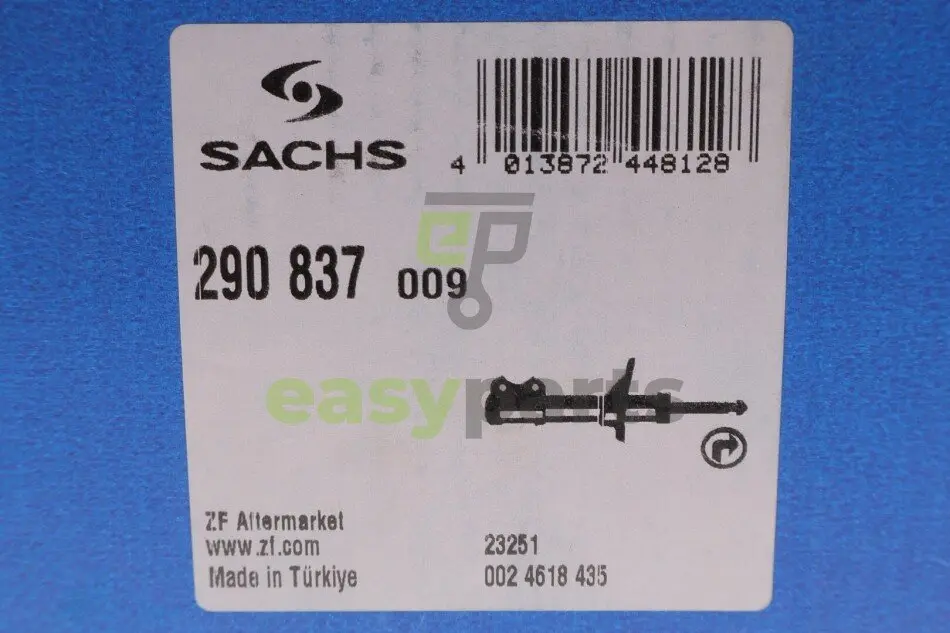 SACHS
4 013872 448128
290 837 009
ep
easyparts
ZF Aftermarket
www.zf.com
Made in Türkiye
23251
002 4618 435